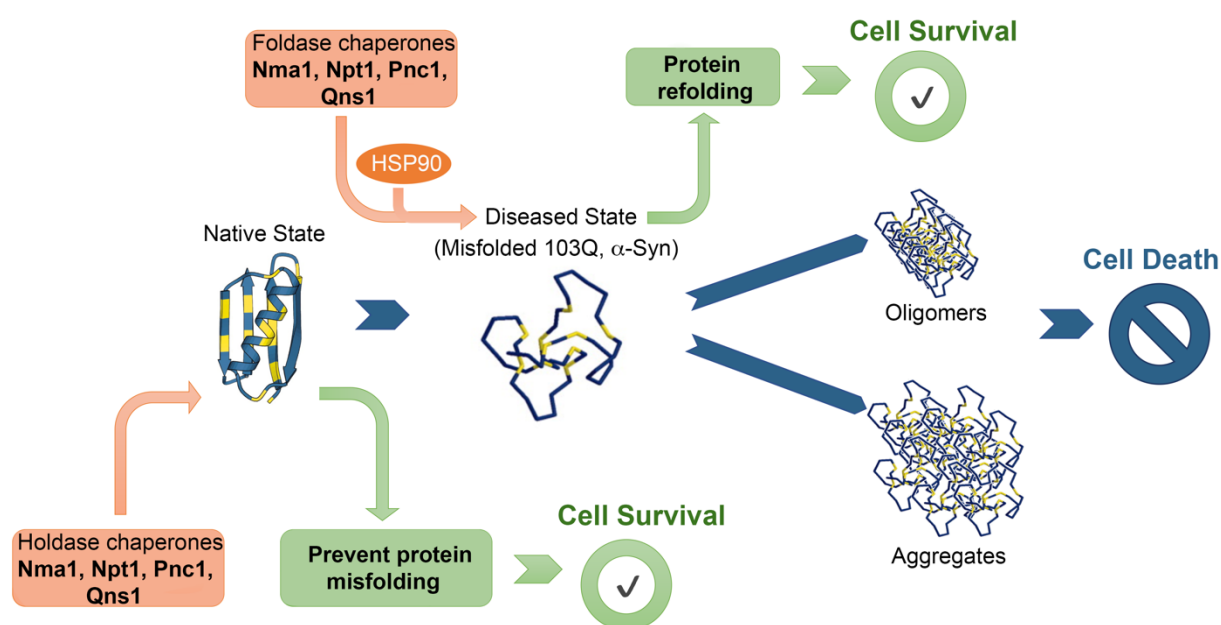 Foldase chaperones
Nma1, Npt1, Pnc1,
Qns1
HSP90
Protein
refolding
Cell Survival
Native State
Diseased State
(Misfolded 103Q, α-Syn)
Oligomers
Cell Death
Aggregates
Holdase chaperones
Nma1, Npt1, Pnc1,
Qns1
Prevent protein
misfolding
Cell Survival